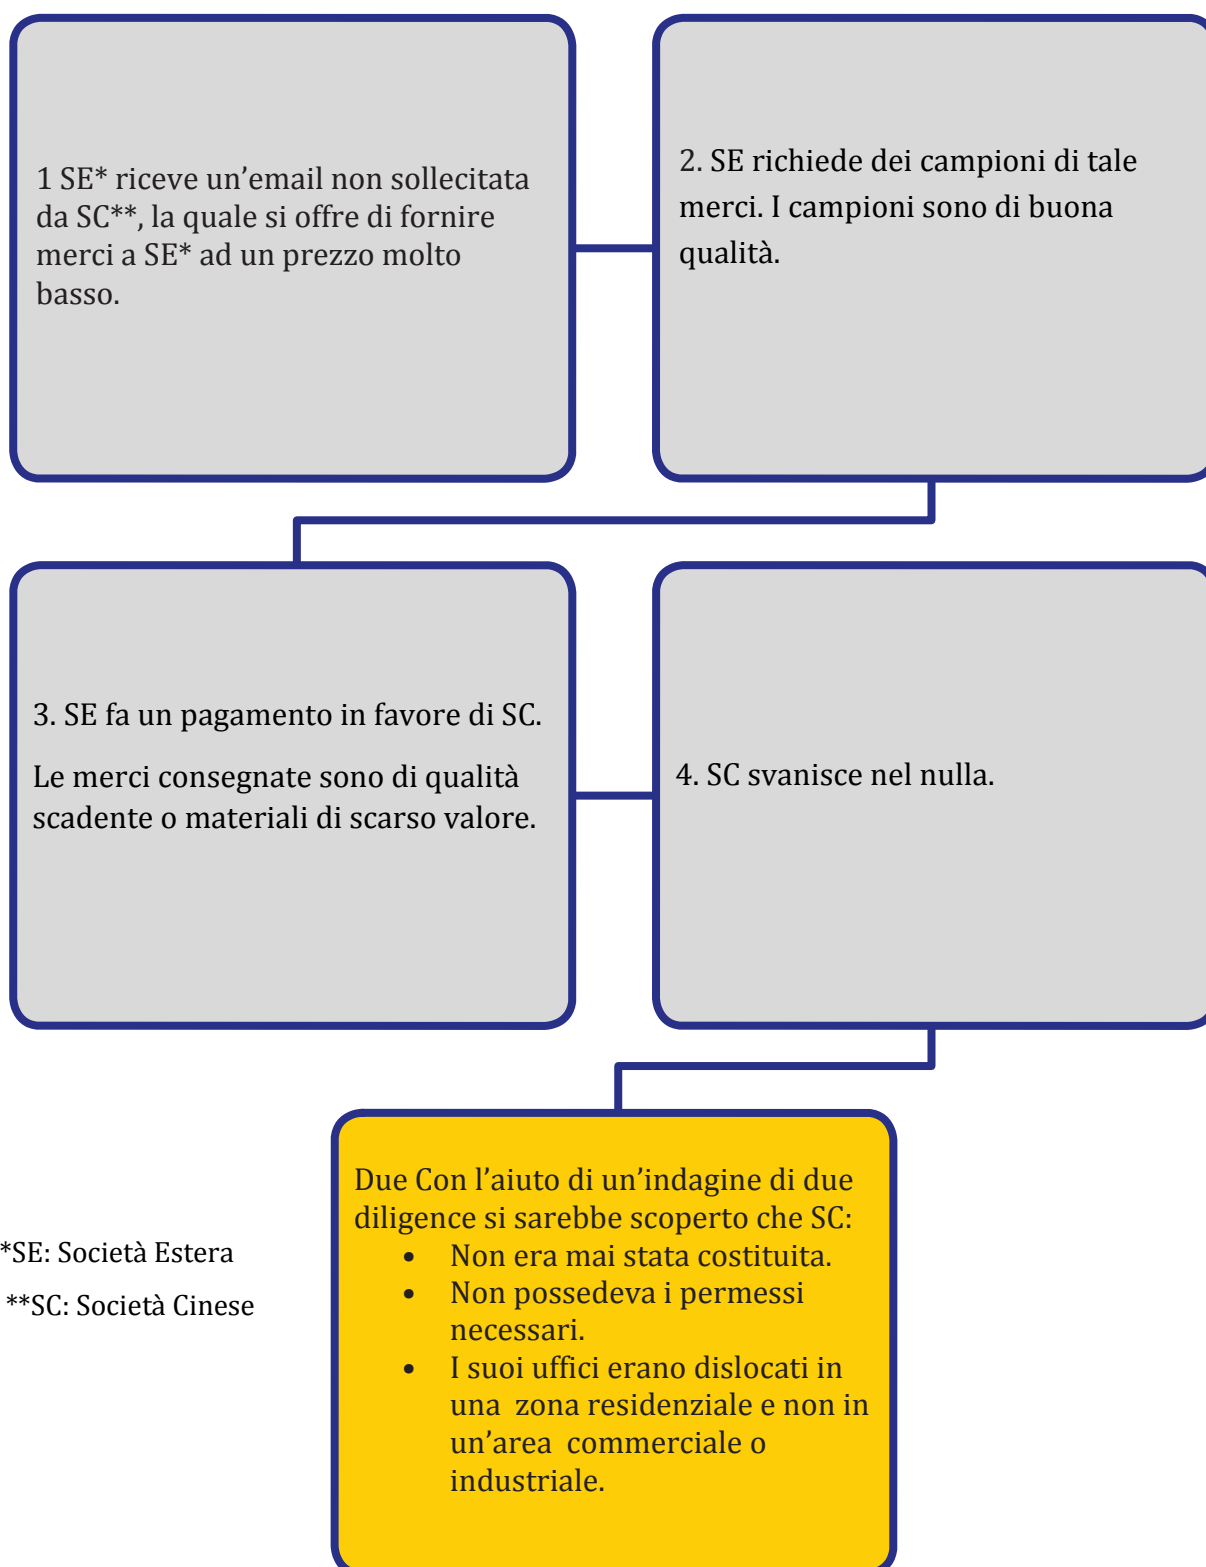 1 SE* riceve un’email non sollecitata
da SC**, la quale si offre di fornire
merci a SE* ad un prezzo molto
basso.
2. SE richiede dei campioni di tale
merci. I campioni sono di buona
qualità.
3. SE fa un pagamento in favore di SC.
Le merci consegnate sono di qualità
scadente o materiali di scarso valore.
4. SC svanisce nel nulla.
Due Con l’aiuto di un’indagine di due
diligence si sarebbe scoperto che SC:
• Non era mai stata costituita.
• Non possedeva i permessi
necessari.
• I suoi uffici erano dislocati in
una  zona residenziale e non in
un’area  commerciale o
industriale.
*SE: Società Estera
**SC: Società Cinese